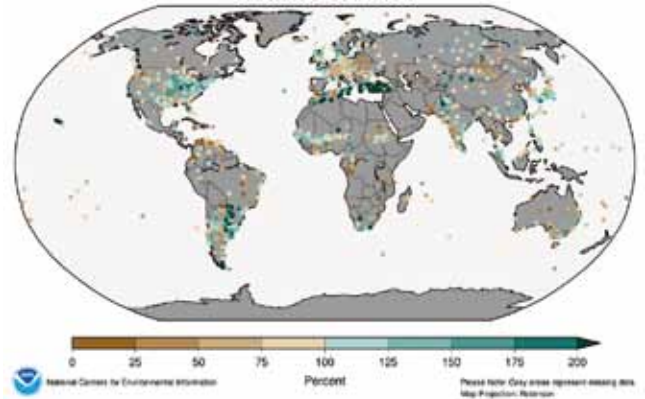 0 25 50 75 100 125 150 175 200
Percent
National Centers for Environmental Information
Please Note: Gray areas represent missing data
Map Projection: Robinson